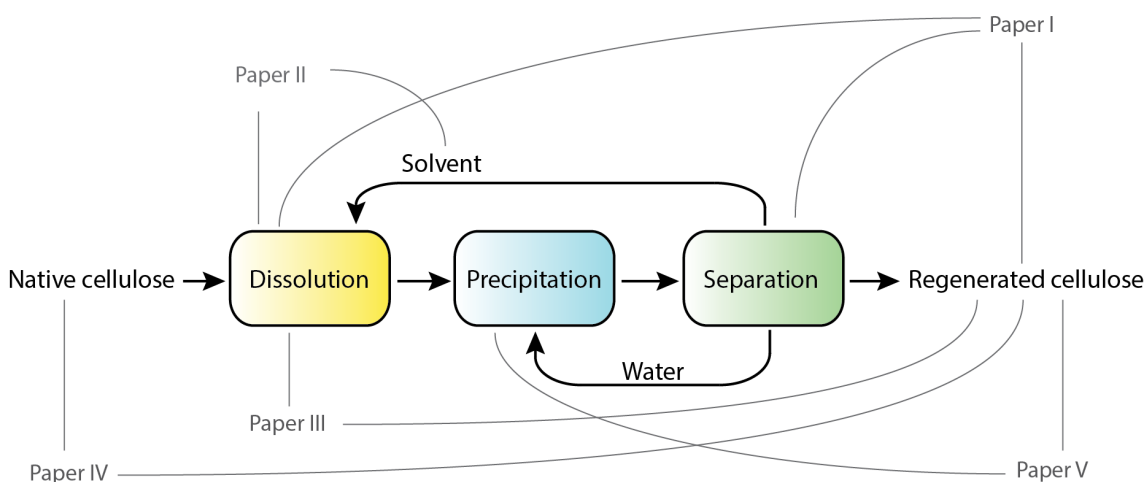 Paper I
Paper II
Solvent
Native cellulose
Dissolution
Precipitation
Separation
Regenerated cellulose
Water
Paper III
Paper IV
Paper V